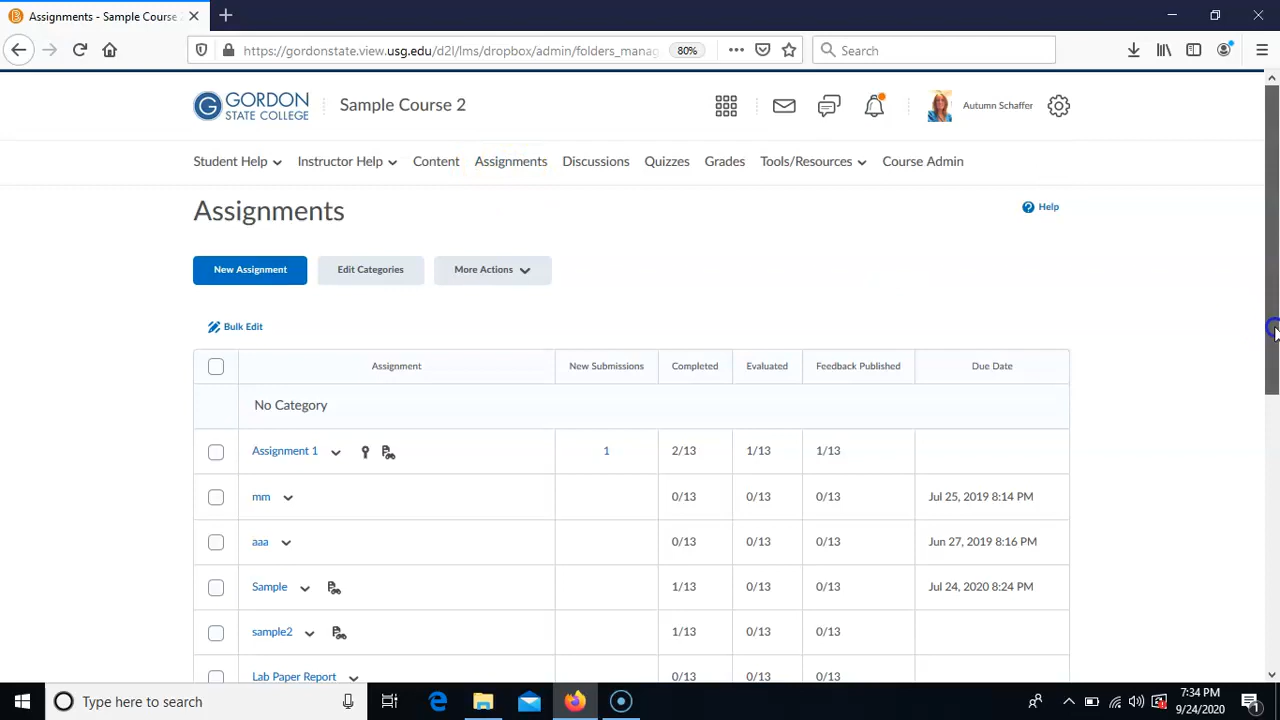 Assignments - Sample Course 2
https://gordonstate.view.usg.edu/d2l/lms/dropbox/admin/folders_manag
80%
Search
GORDON
STATE COLLEGE
Sample Course 2
Autumn Schaffer
Student Help
Instructor Help
Content
Assignments
Discussions
Quizzes
Grades
Tools/Resources
Course Admin
Assignments
Help
New Assignment
Edit Categories
More Actions
Bulk Edit
Assignment New Submissions Completed Evaluated Feedback Published Due Date
No Category
Assignment 1 1 2/13 1/13 1/13
mm 0/13 0/13 0/13 Jul 25, 2019 8:14 PM
aaa 0/13 0/13 0/13 Jun 27, 2019 8:16 PM
Sample 1/13 0/13 0/13 Jul 24, 2020 8:24 PM
sample2 1/13 0/13 0/13
Lab Paper Report 0/13 0/13 0/13
Type here to search
7:34 PM
9/24/2020
1